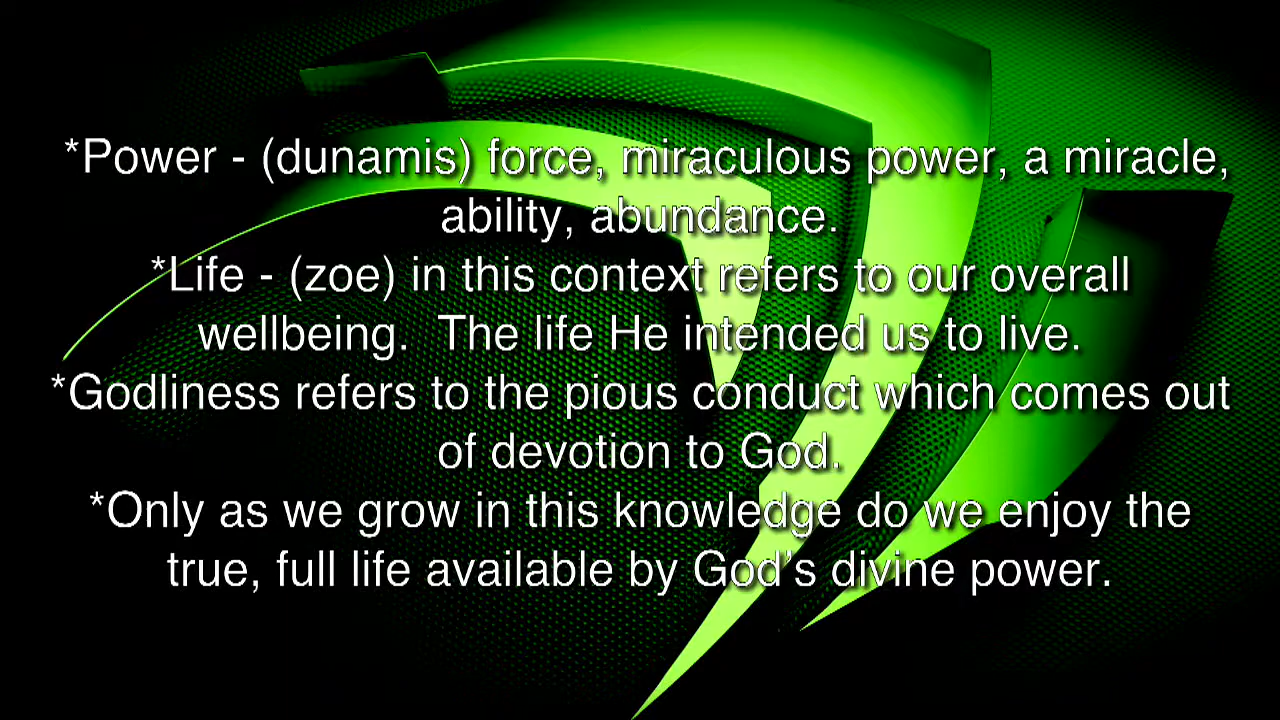 *Power - (dunamis) force, miraculous power, a miracle,
ability, abundance.
*Life - (zoe) in this context refers to our overall
wellbeing.  The life He intended us to live.
*Godliness refers to the pious conduct which comes out
of devotion to God.
*Only as we grow in this knowledge do we enjoy the
true, full life available by God’s divine power.